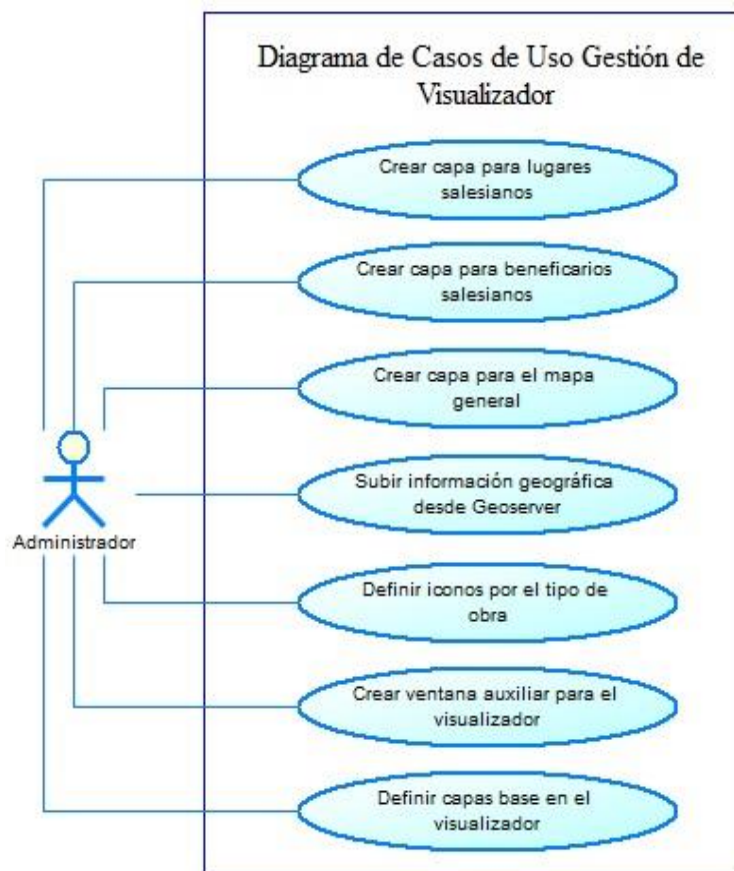 Diagrama de Casos de Uso Gestión de
Visualizador
Crear capa para lugares
salesianos
Crear capa para beneficarios
salesianos
Crear capa para el mapa
general
Subir información geográfica
desde Geoserver
Administrador
Definir iconos por el tipo de
obra
Crear ventana auxiliar para el
visualizador
Definir capas base en el
visualizador